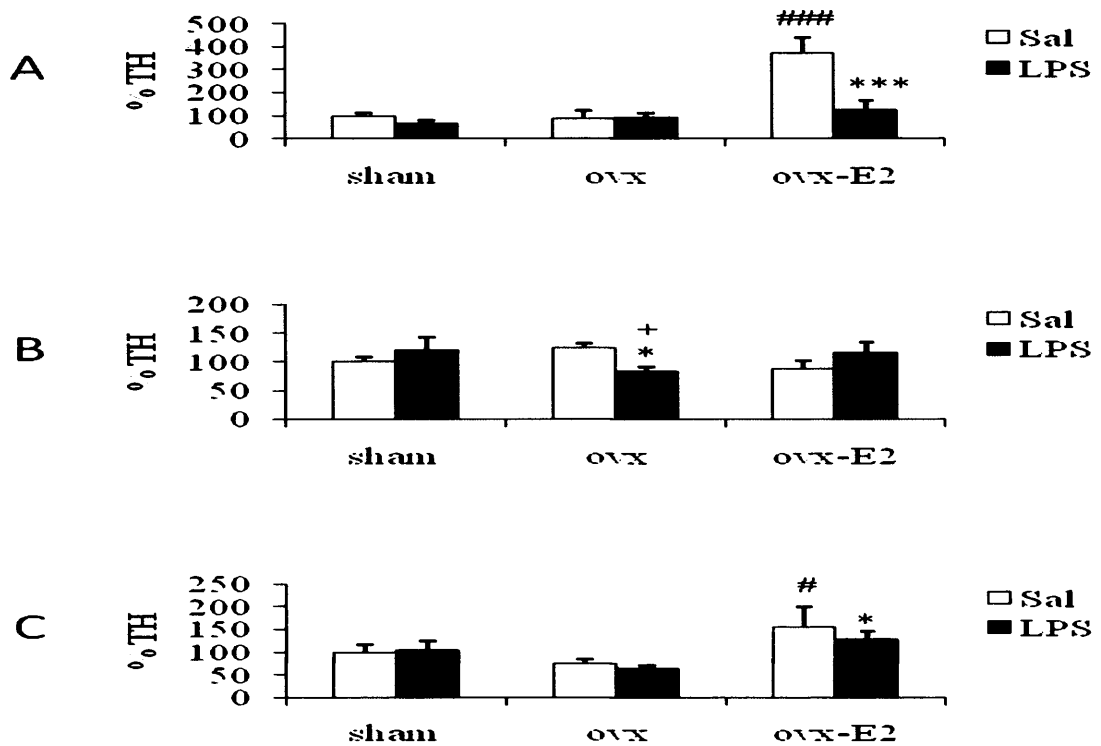 ###
500
A
400
%TH
300
200
100
0
***
Sal
LPS
sham ovx ovx-E2
200
B
150
%TH
100
50
0
+
*
Sal
LPS
sham ovx ovx-E2
250
C
200
%TH
150
100
50
0
#
*
Sal
LPS
sham ovx ovx-E2